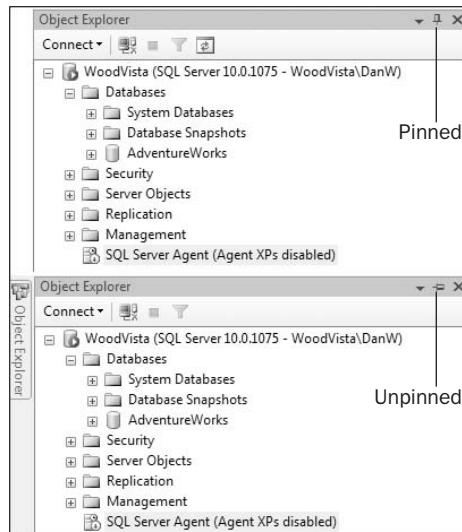 Object Explorer
Connect
WoodVista (SQL Server 10.0.1075 - WoodVista\DanW)
Databases
System Databases
Database Snapshots
AdventureWorks
Pinned
Security
Server Objects
Replication
Management
SQL Server Agent (Agent XPs disabled)
Object Explorer
Object Explorer
Connect
WoodVista (SQL Server 10.0.1075 - WoodVista\DanW)
Databases
System Databases
Database Snapshots
AdventureWorks
Unpinned
Security
Server Objects
Replication
Management
SQL Server Agent (Agent XPs disabled)